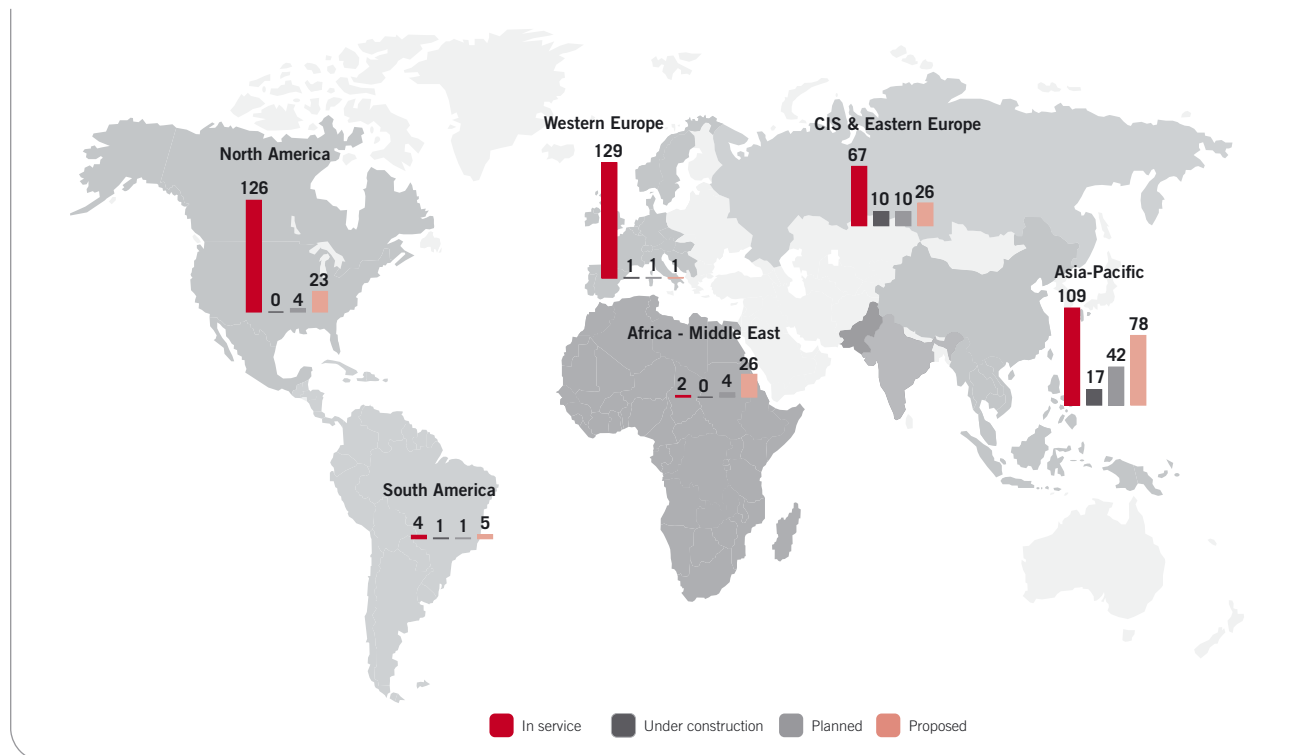 Western Europe
129
1 1 1
CIS & Eastern Europe
67
10 10 26
North America
126
0 4 23
Asia-Pacific
109
17 42 78
Africa - Middle East
2 0 4 26
South America
4 1 1 5
In service Under construction Planned Proposed